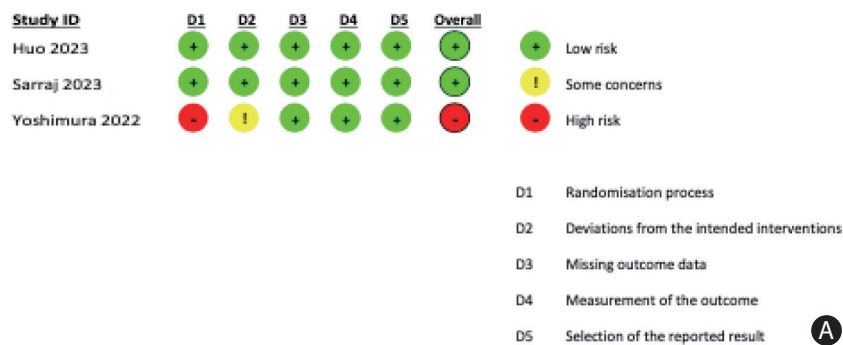 Study ID D1 D2 D3 D4 D5 Overall
Huo 2023 + + + + + + + Low risk
Sarraj 2023 + + + + + + ! Some concerns
Yoshimura 2022 - ! + + + - - High risk
D1 Randomisation process
D2 Deviations from the intended interventions
D3 Missing outcome data
D4 Measurement of the outcome
D5 Selection of the reported result
A